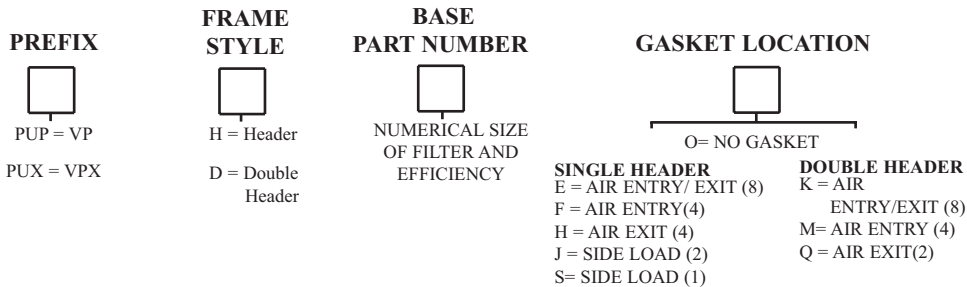 PREFIX
PUP = VP
PUX = VPX
FRAME
STYLE
H = Header
D = Double
Header
BASE
PART NUMBER
NUMERICAL SIZE
OF FILTER AND
EFFICIENCY
GASKET LOCATION
O= NO GASKET
SINGLE HEADER
E = AIR ENTRY/ EXIT (8)
F = AIR ENTRY(4)
H = AIR EXIT (4)
J = SIDE LOAD (2)
S= SIDE LOAD (1)
DOUBLE HEADER
K = AIR
ENTRY/EXIT (8)
M= AIR ENTRY (4)
Q = AIR EXIT(2)